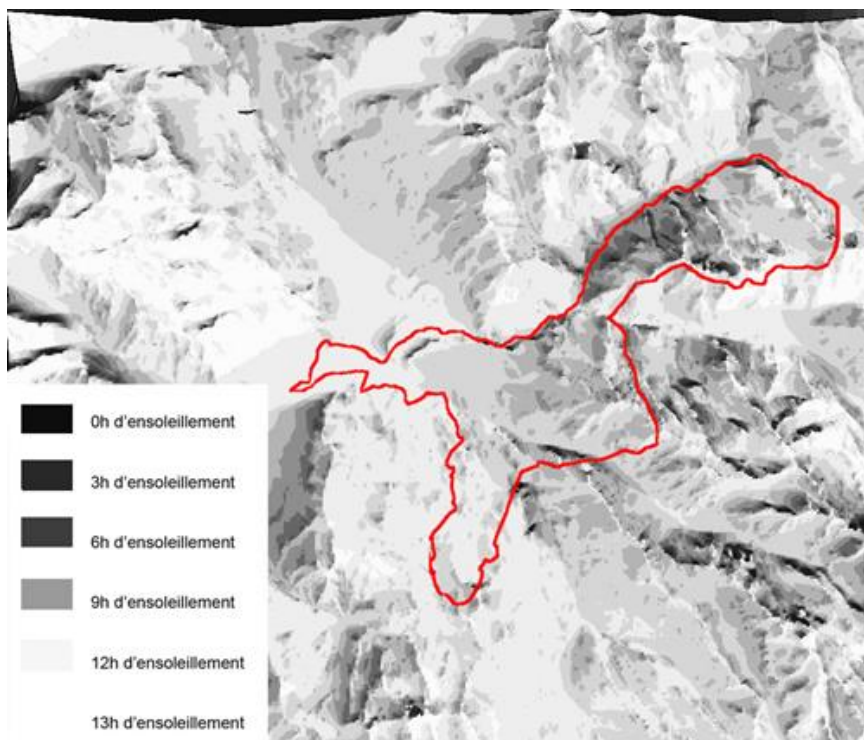 0h d'ensoleillement
3h d'ensoleillement
6h d'ensoleillement
9h d'ensoleillement
12h d'ensoleillement
13h d'ensoleillement